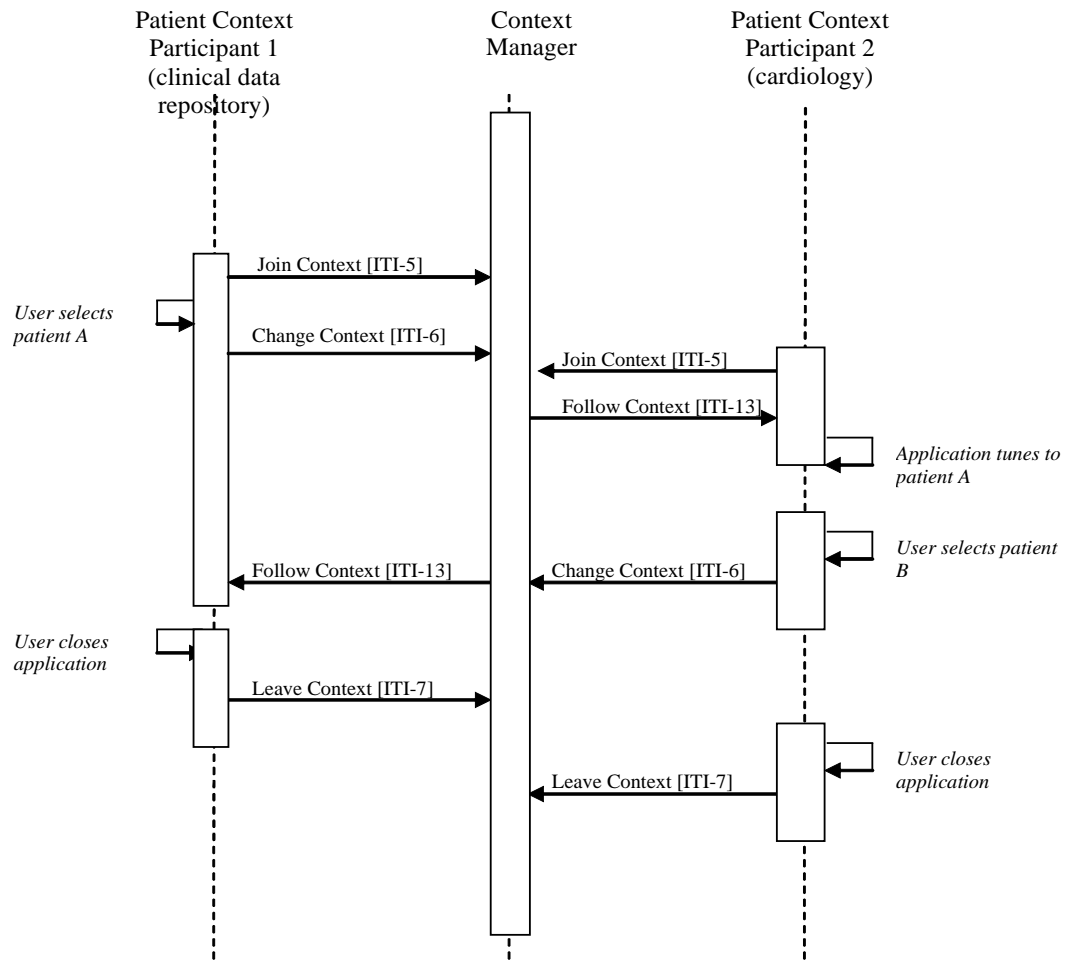 Patient Context
Participant 1
(clinical data
repository)
Context
Manager
Patient Context
Participant 2
(cardiology)
Join Context [ITI-5]
User selects
patient A
Change Context [ITI-6]
Join Context [ITI-5]
Follow Context [ITI-13]
Application tunes to
patient A
User selects patient
B
Follow Context [ITI-13]
Change Context [ITI-6]
User closes
application
Leave Context [ITI-7]
User closes
application
Leave Context [ITI-7]